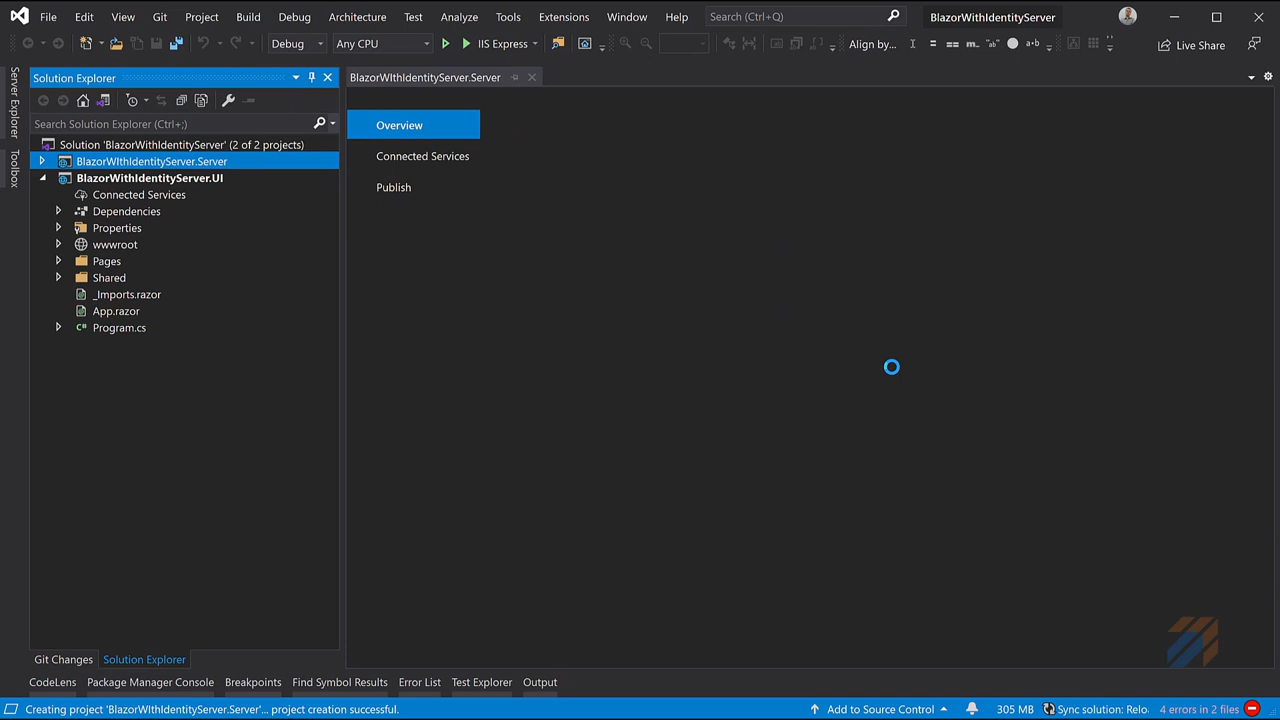 File Edit View Git Project Build Debug Architecture Test Analyze Tools Extensions Window Help Search (Ctrl+Q) BlazorWithIdentityServer
Debug Any CPU IIS Express Align by... Live Share
Server Explorer
Toolbox
Solution Explorer
Search Solution Explorer (Ctrl+;)
Solution 'BlazorWithIdentityServer' (2 of 2 projects)
BlazorWIthIdentityServer.Server
BlazorWithIdentityServer.UI
Connected Services
Dependencies
Properties
wwwroot
Pages
Shared
_Imports.razor
App.razor
C# Program.cs
Git Changes Solution Explorer
BlazorWIthIdentityServer.Server
Overview
Connected Services
Publish
CodeLens Package Manager Console Breakpoints Find Symbol Results Error List Test Explorer Output
Creating project 'BlazorWIthIdentityServer.Server'... project creation successful. Add to Source Control 305 MB Sync solution: Relo 4 errors in 2 files